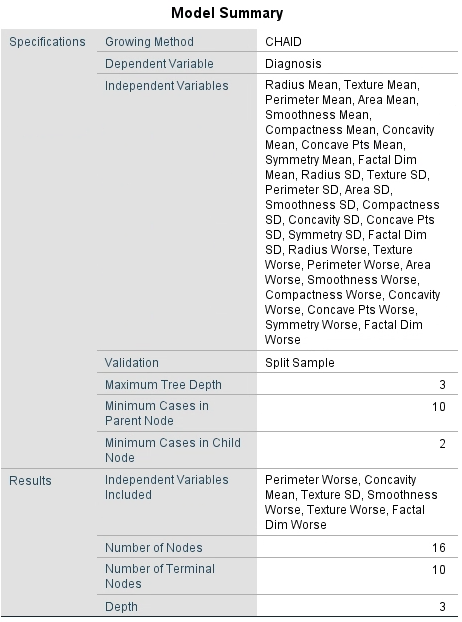 Model Summary
Specifications Growing Method CHAID
Dependent Variable Diagnosis
Independent Variables Radius Mean, Texture Mean,
Perimeter Mean, Area Mean,
Smoothness Mean,
Compactness Mean, Concavity
Mean, Concave Pts Mean,
Symmetry Mean, Factal Dim
Mean, Radius SD, Texture SD,
Perimeter SD, Area SD,
Smoothness SD, Compactness
SD, Concavity SD, Concave Pts
SD, Symmetry SD, Factal Dim
SD, Radius Worse, Texture
Worse, Perimeter Worse, Area
Worse, Smoothness Worse,
Compactness Worse, Concavity
Worse, Concave Pts Worse,
Symmetry Worse, Factal Dim
Worse
Validation Split Sample
Maximum Tree Depth 3
Minimum Cases in 10
Parent Node
Minimum Cases in Child 2
Node
Results Independent Variables Perimeter Worse, Concavity
Included Mean, Texture SD, Smoothness
Worse, Texture Worse, Factal
Dim Worse
Number of Nodes 16
Number of Terminal 10
Nodes
Depth 3